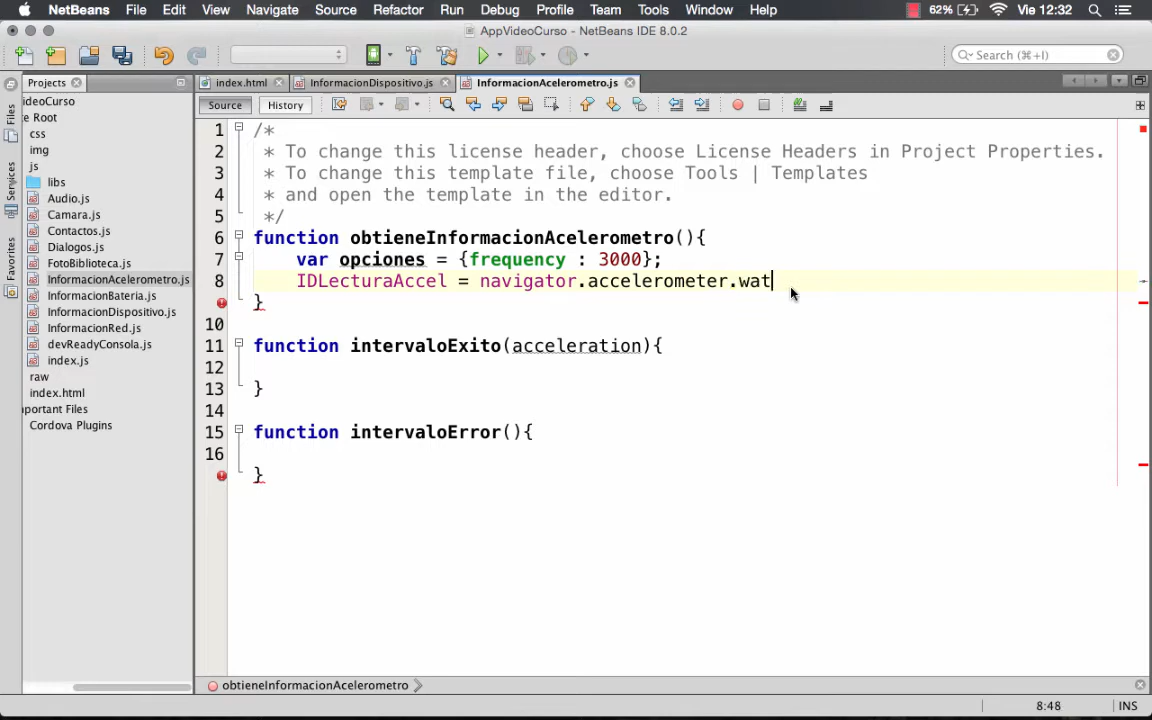 NetBeans File Edit View Navigate Source Refactor Run Debug Profile Team Tools Window Help 62% Vie 12:32
AppVideoCurso - NetBeans IDE 8.0.2
Search (⌘+I)
Projects
index.html InformacionDispositivo.js InformacionAcelerometro.js
Source History
Files
Services
Favorites
ideoCurso
e Root
css
img
js
libs
Audio.js
Camara.js
Contactos.js
Dialogos.js
FotoBiblioteca.js
InformacionAcelerometro.js
InformacionBateria.js
InformacionDispositivo.js
InformacionRed.js
devReadyConsola.js
index.js
raw
index.html
portant Files
Cordova Plugins
1 /*
2 * To change this license header, choose License Headers in Project Properties.
3 * To change this template file, choose Tools | Templates
4 * and open the template in the editor.
5 */
6 function obtieneInformacionAcelerometro(){
7 var opciones = {frequency : 3000};
8 IDLecturaAccel = navigator.accelerometer.wat
}
10
11 function intervaloExito(acceleration){
12
13 }
14
15 function intervaloError(){
16
}
obtieneInformacionAcelerometro
8:48 INS